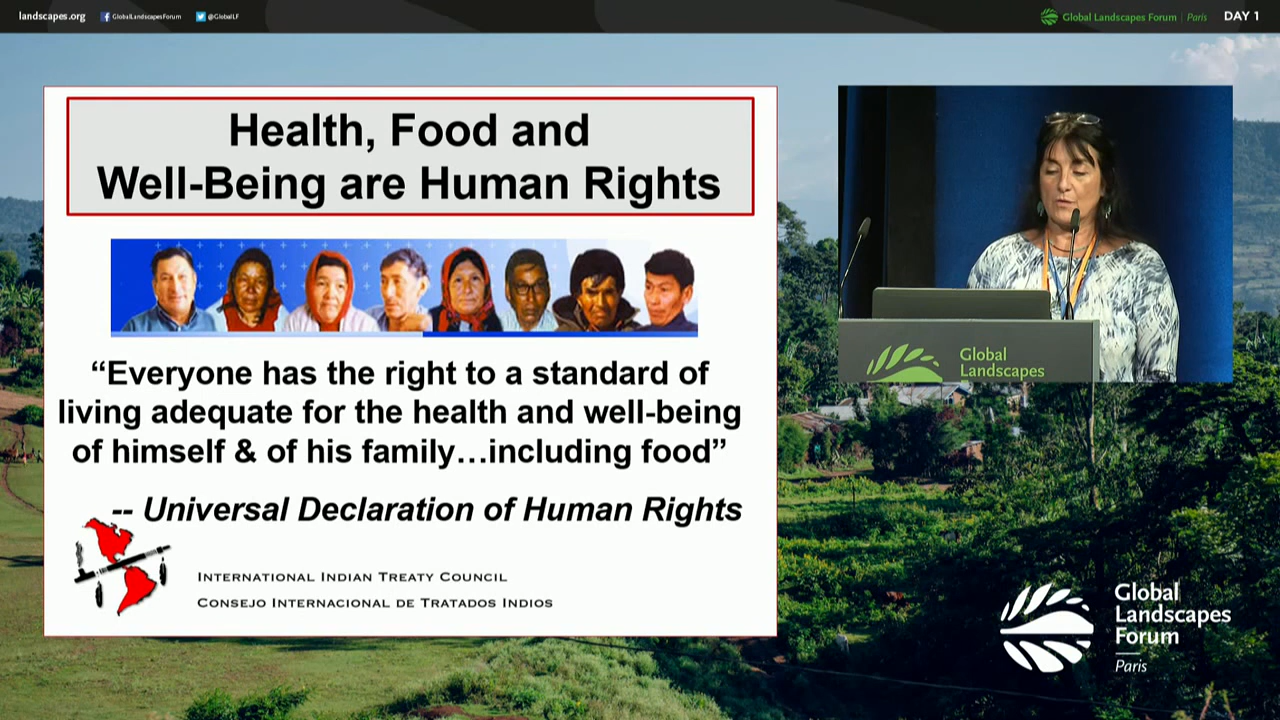 landscapes.org
GlobalLandscapesForum
@GlobalLF
Global Landscapes Forum | Paris
DAY 1
Health, Food and
Well-Being are Human Rights
“Everyone has the right to a standard of
living adequate for the health and well-being
of himself & of his family…including food”
-- Universal Declaration of Human Rights
International Indian Treaty Council
Consejo Internacional de Tratados Indios
Global
Landscapes
Global
Landscapes
Forum
Paris